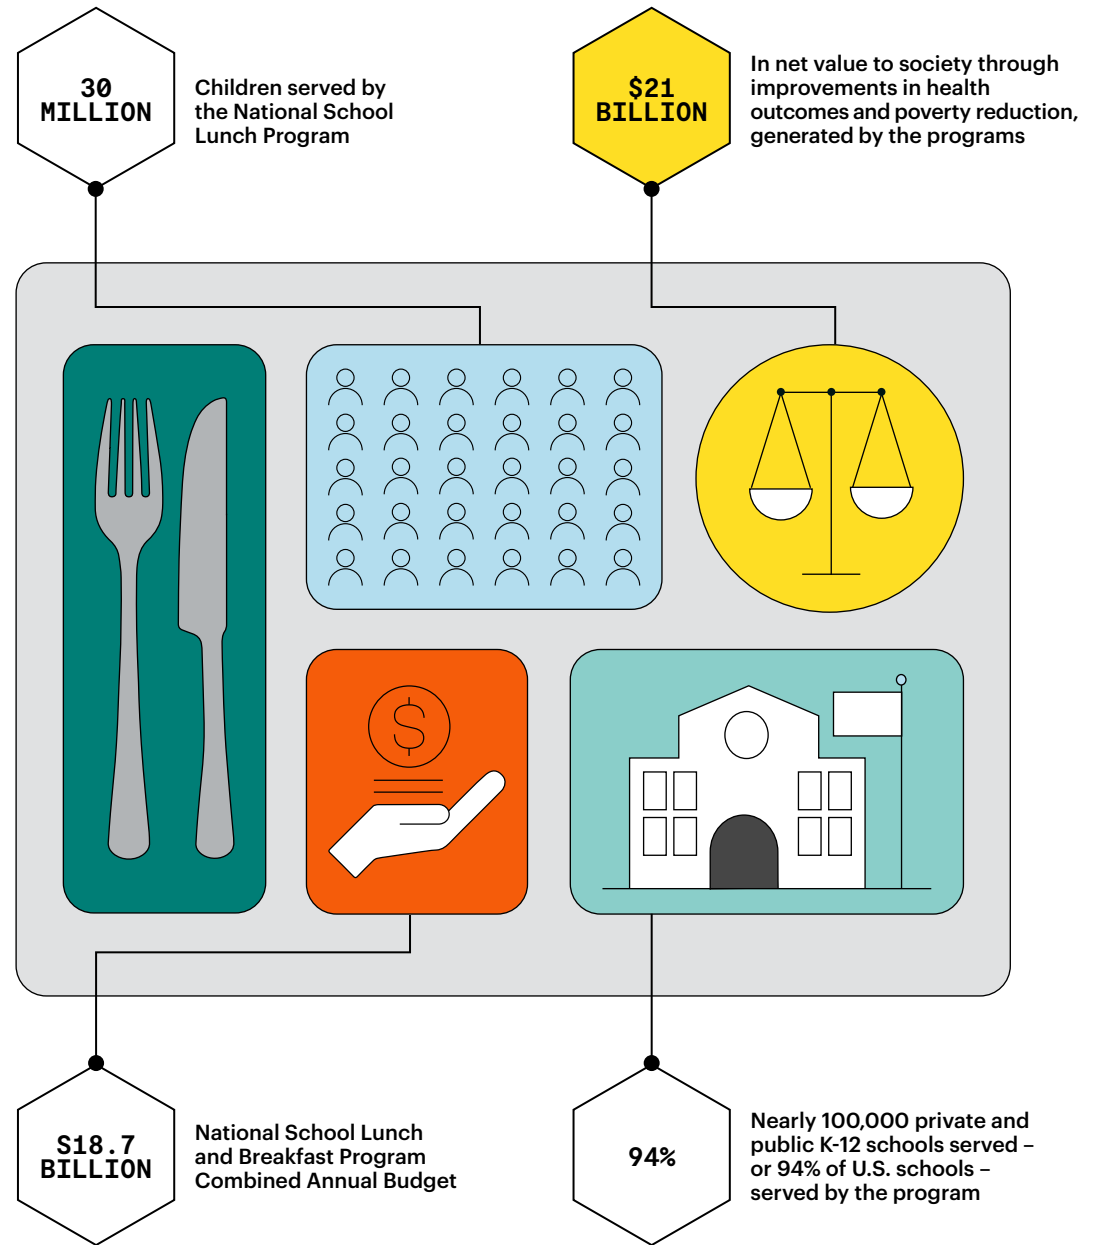 30
MILLION
Children served by
the National School
Lunch Program
$21
BILLION
In net value to society through
improvements in health
outcomes and poverty reduction,
generated by the programs
$
S18.7
BILLION
National School Lunch
and Breakfast Program
Combined Annual Budget
94%
Nearly 100,000 private and
public K-12 schools served –
or 94% of U.S. schools –
served by the program